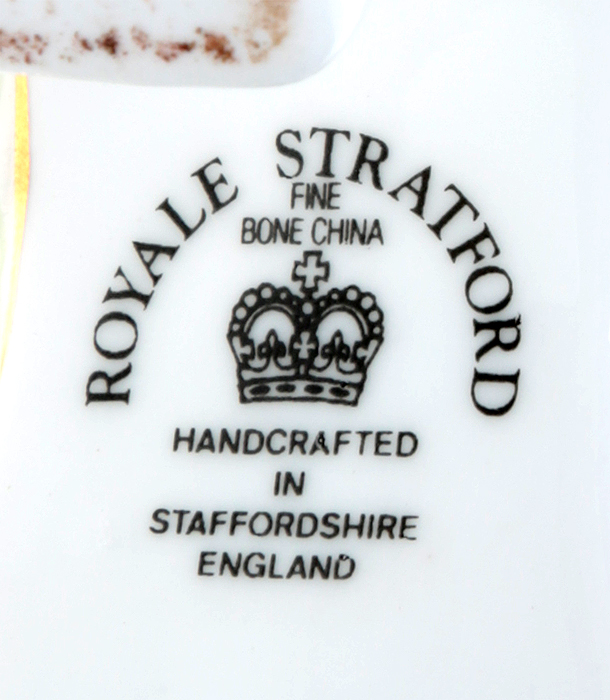 ROYALE STRATFORD
FINE
BONE CHINA
HANDCRAFTED
IN
STAFFORDSHIRE
ENGLAND